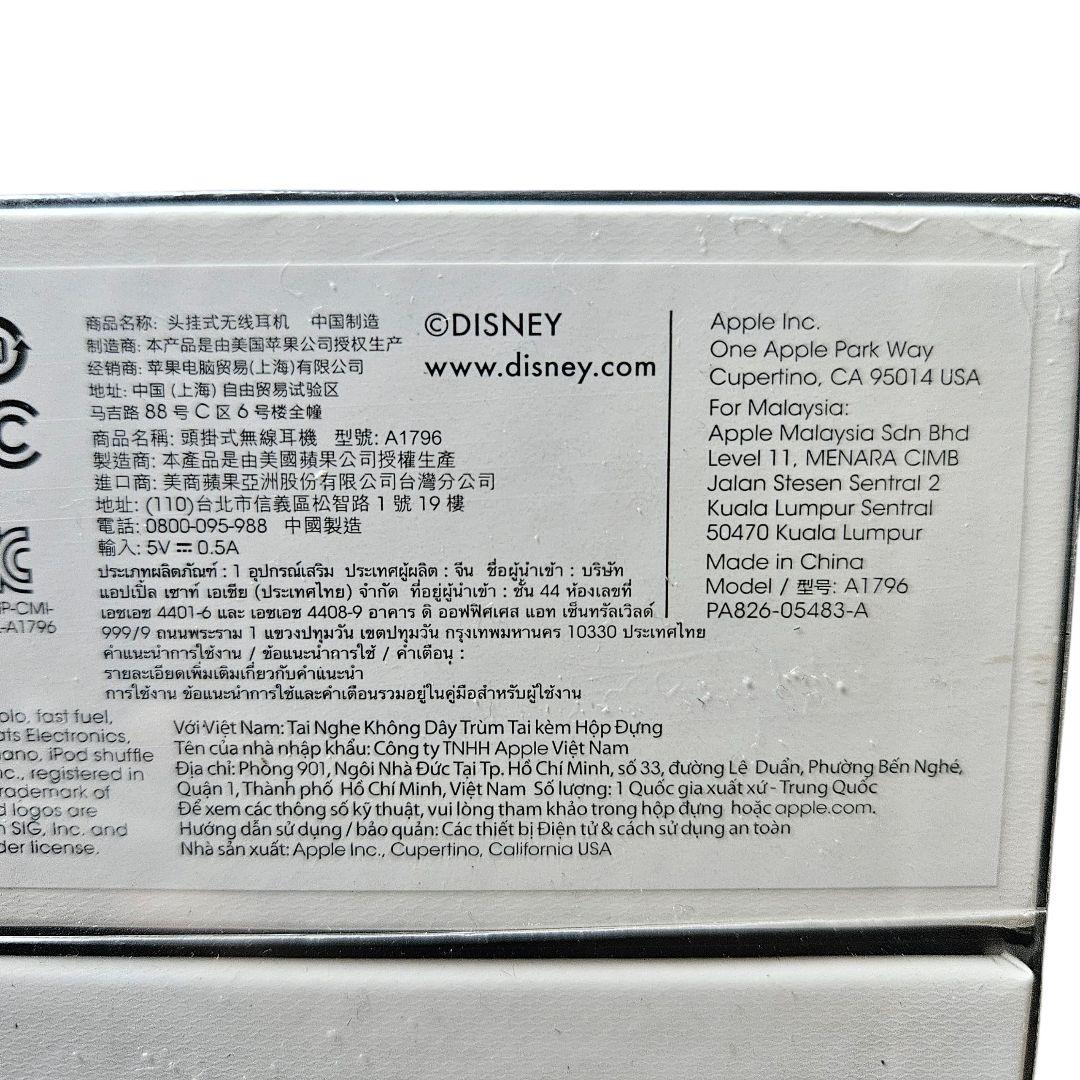 商品名称: 头挂式无线耳机 中国制造
制造商: 本产品是由美国苹果公司授权生产
经销商: 苹果电脑贸易(上海)有限公司
地址: 中国 (上海) 自由贸易试验区
马吉路 88 号 C 区 6 号楼全幢
商品名稱: 頭掛式無線耳機 型號: A1796
製造商: 本產品是由美國蘋果公司授權生產
進口商: 美商蘋果亞洲股份有限公司台灣分公司
地址: (110)台北市信義區松智路 1 號 19 樓
電話: 0800-095-988 中國製造
輸入: 5V ⎓ 0.5A
ประเภทผลิตภัณฑ์ : 1 อุปกรณ์เสริม ประเทศผู้ผลิต : จีน ชื่อผู้นำเข้า : บริษัท
แอปเปิ้ล เซาท์ เอเชีย (ประเทศไทย) จำกัด ที่อยู่ผู้นำเข้า : ชั้น 44 ห้องเลขที่
เอชเอช 4401-6 และ เอชเอช 4408-9 อาคาร ดิ ออฟฟิศเศส แอท เซ็นทรัลเวิลด์
999/9 ถนนพระราม 1 แขวงปทุมวัน เขตปทุมวัน กรุงเทพมหานคร 10330 ประเทศไทย
คำแนะนำการใช้งาน / ข้อแนะนำการใช้ / คำเตือน :
รายละเอียดเพิ่มเติมเกี่ยวกับคำแนะนำ
การใช้งาน ข้อแนะนำการใช้และคำเตือนรวมอยู่ในคู่มือสำหรับผู้ใช้งาน
©DISNEY
www.disney.com
Apple Inc.
One Apple Park Way
Cupertino, CA 95014 USA
For Malaysia:
Apple Malaysia Sdn Bhd
Level 11, MENARA CIMB
Jalan Stesen Sentral 2
Kuala Lumpur Sentral
50470 Kuala Lumpur
Made in China
Model / 型号: A1796
PA826-05483-A
P-CMI-
-A1796
olo, fast fuel,
ats Electronics,
nano, iPod shuffle
nc., registered in
rademark of
d logos are
h SIG, Inc. and
der license.
Với Việt Nam: Tai Nghe Không Dây Trùm Tai kèm Hộp Đựng
Tên của nhà nhập khẩu: Công ty TNHH Apple Việt Nam
Địa chỉ: Phòng 901, Ngôi Nhà Đức Tại Tp. Hồ Chí Minh, số 33, đường Lê Duẩn, Phường Bến Nghé,
Quận 1, Thành phố Hồ Chí Minh, Việt Nam Số lượng: 1 Quốc gia xuất xứ - Trung Quốc
Để xem các thông số kỹ thuật, vui lòng tham khảo trong hộp đựng hoặc apple.com.
Hướng dẫn sử dụng / bảo quản: Các thiết bị Điện tử & cách sử dụng an toàn
Nhà sản xuất: Apple Inc., Cupertino, California USA